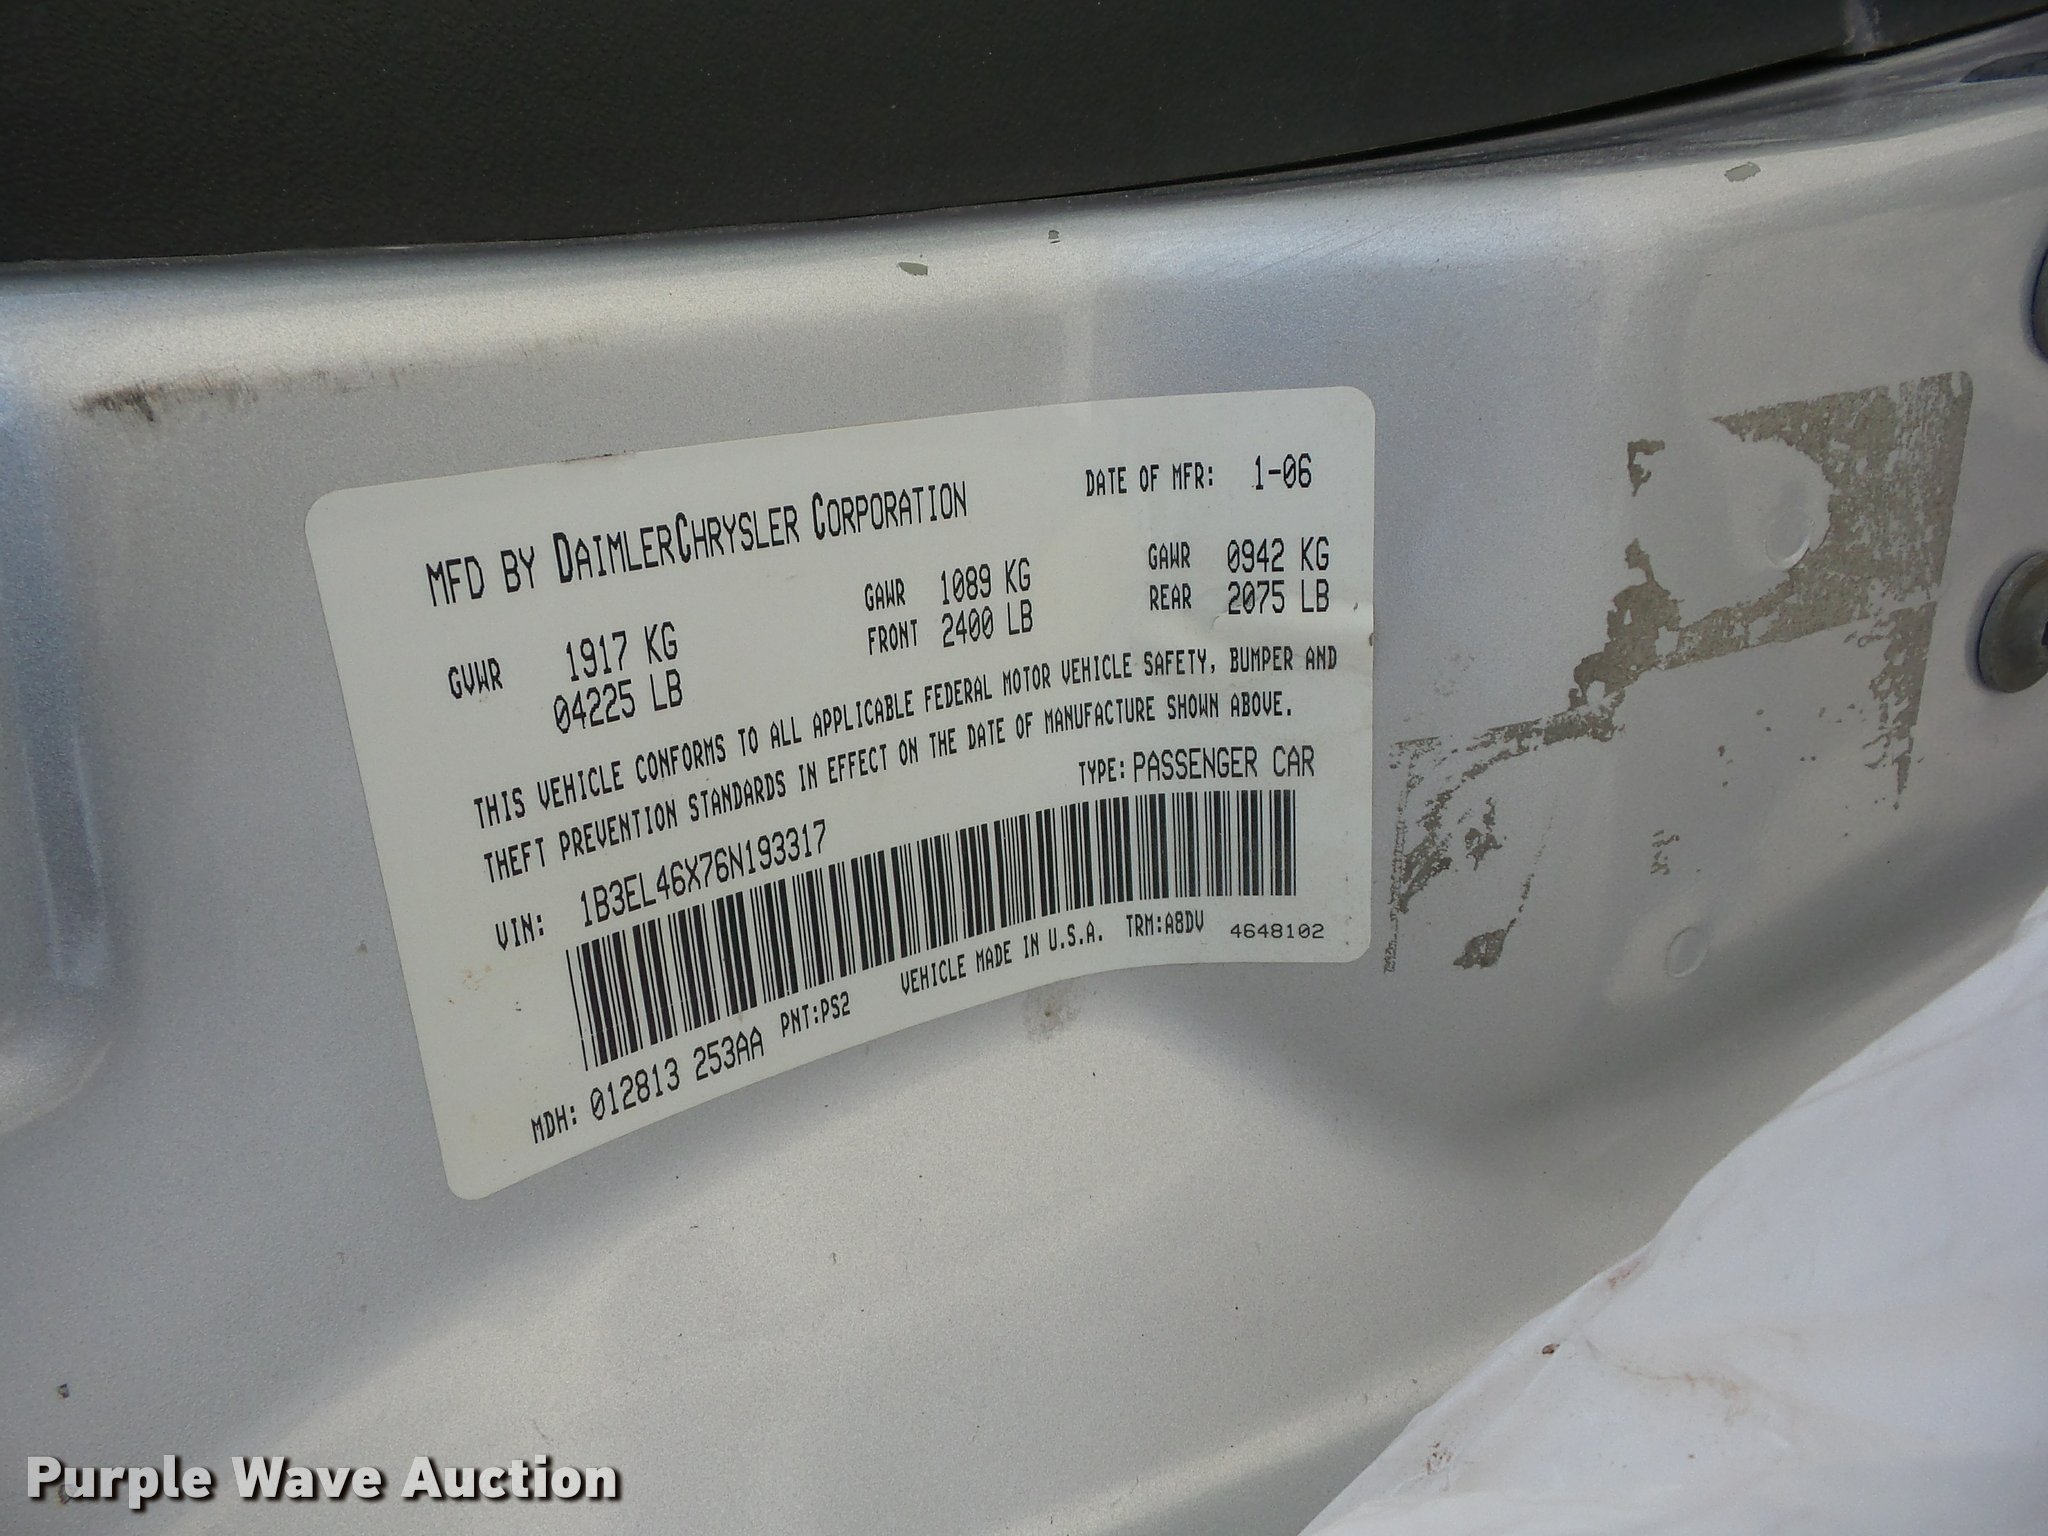 MFD BY DAIMLERCHRYSLER CORPORATION
DATE OF MFR: 1-06
GVWR 1917 KG
04225 LB
GAWR 1089 KG
FRONT 2400 LB
GAWR 0942 KG
REAR 2075 LB
THIS VEHICLE CONFORMS TO ALL APPLICABLE FEDERAL MOTOR VEHICLE SAFETY, BUMPER AND
THEFT PREVENTION STANDARDS IN EFFECT ON THE DATE OF MANUFACTURE SHOWN ABOVE.
VIN: 1B3EL46X76N193317
TYPE: PASSENGER CAR
MDH: 012813 253AA PNT:PS2 VEHICLE MADE IN U.S.A. TRM:A8DV 4648102
Purple Wave Auction